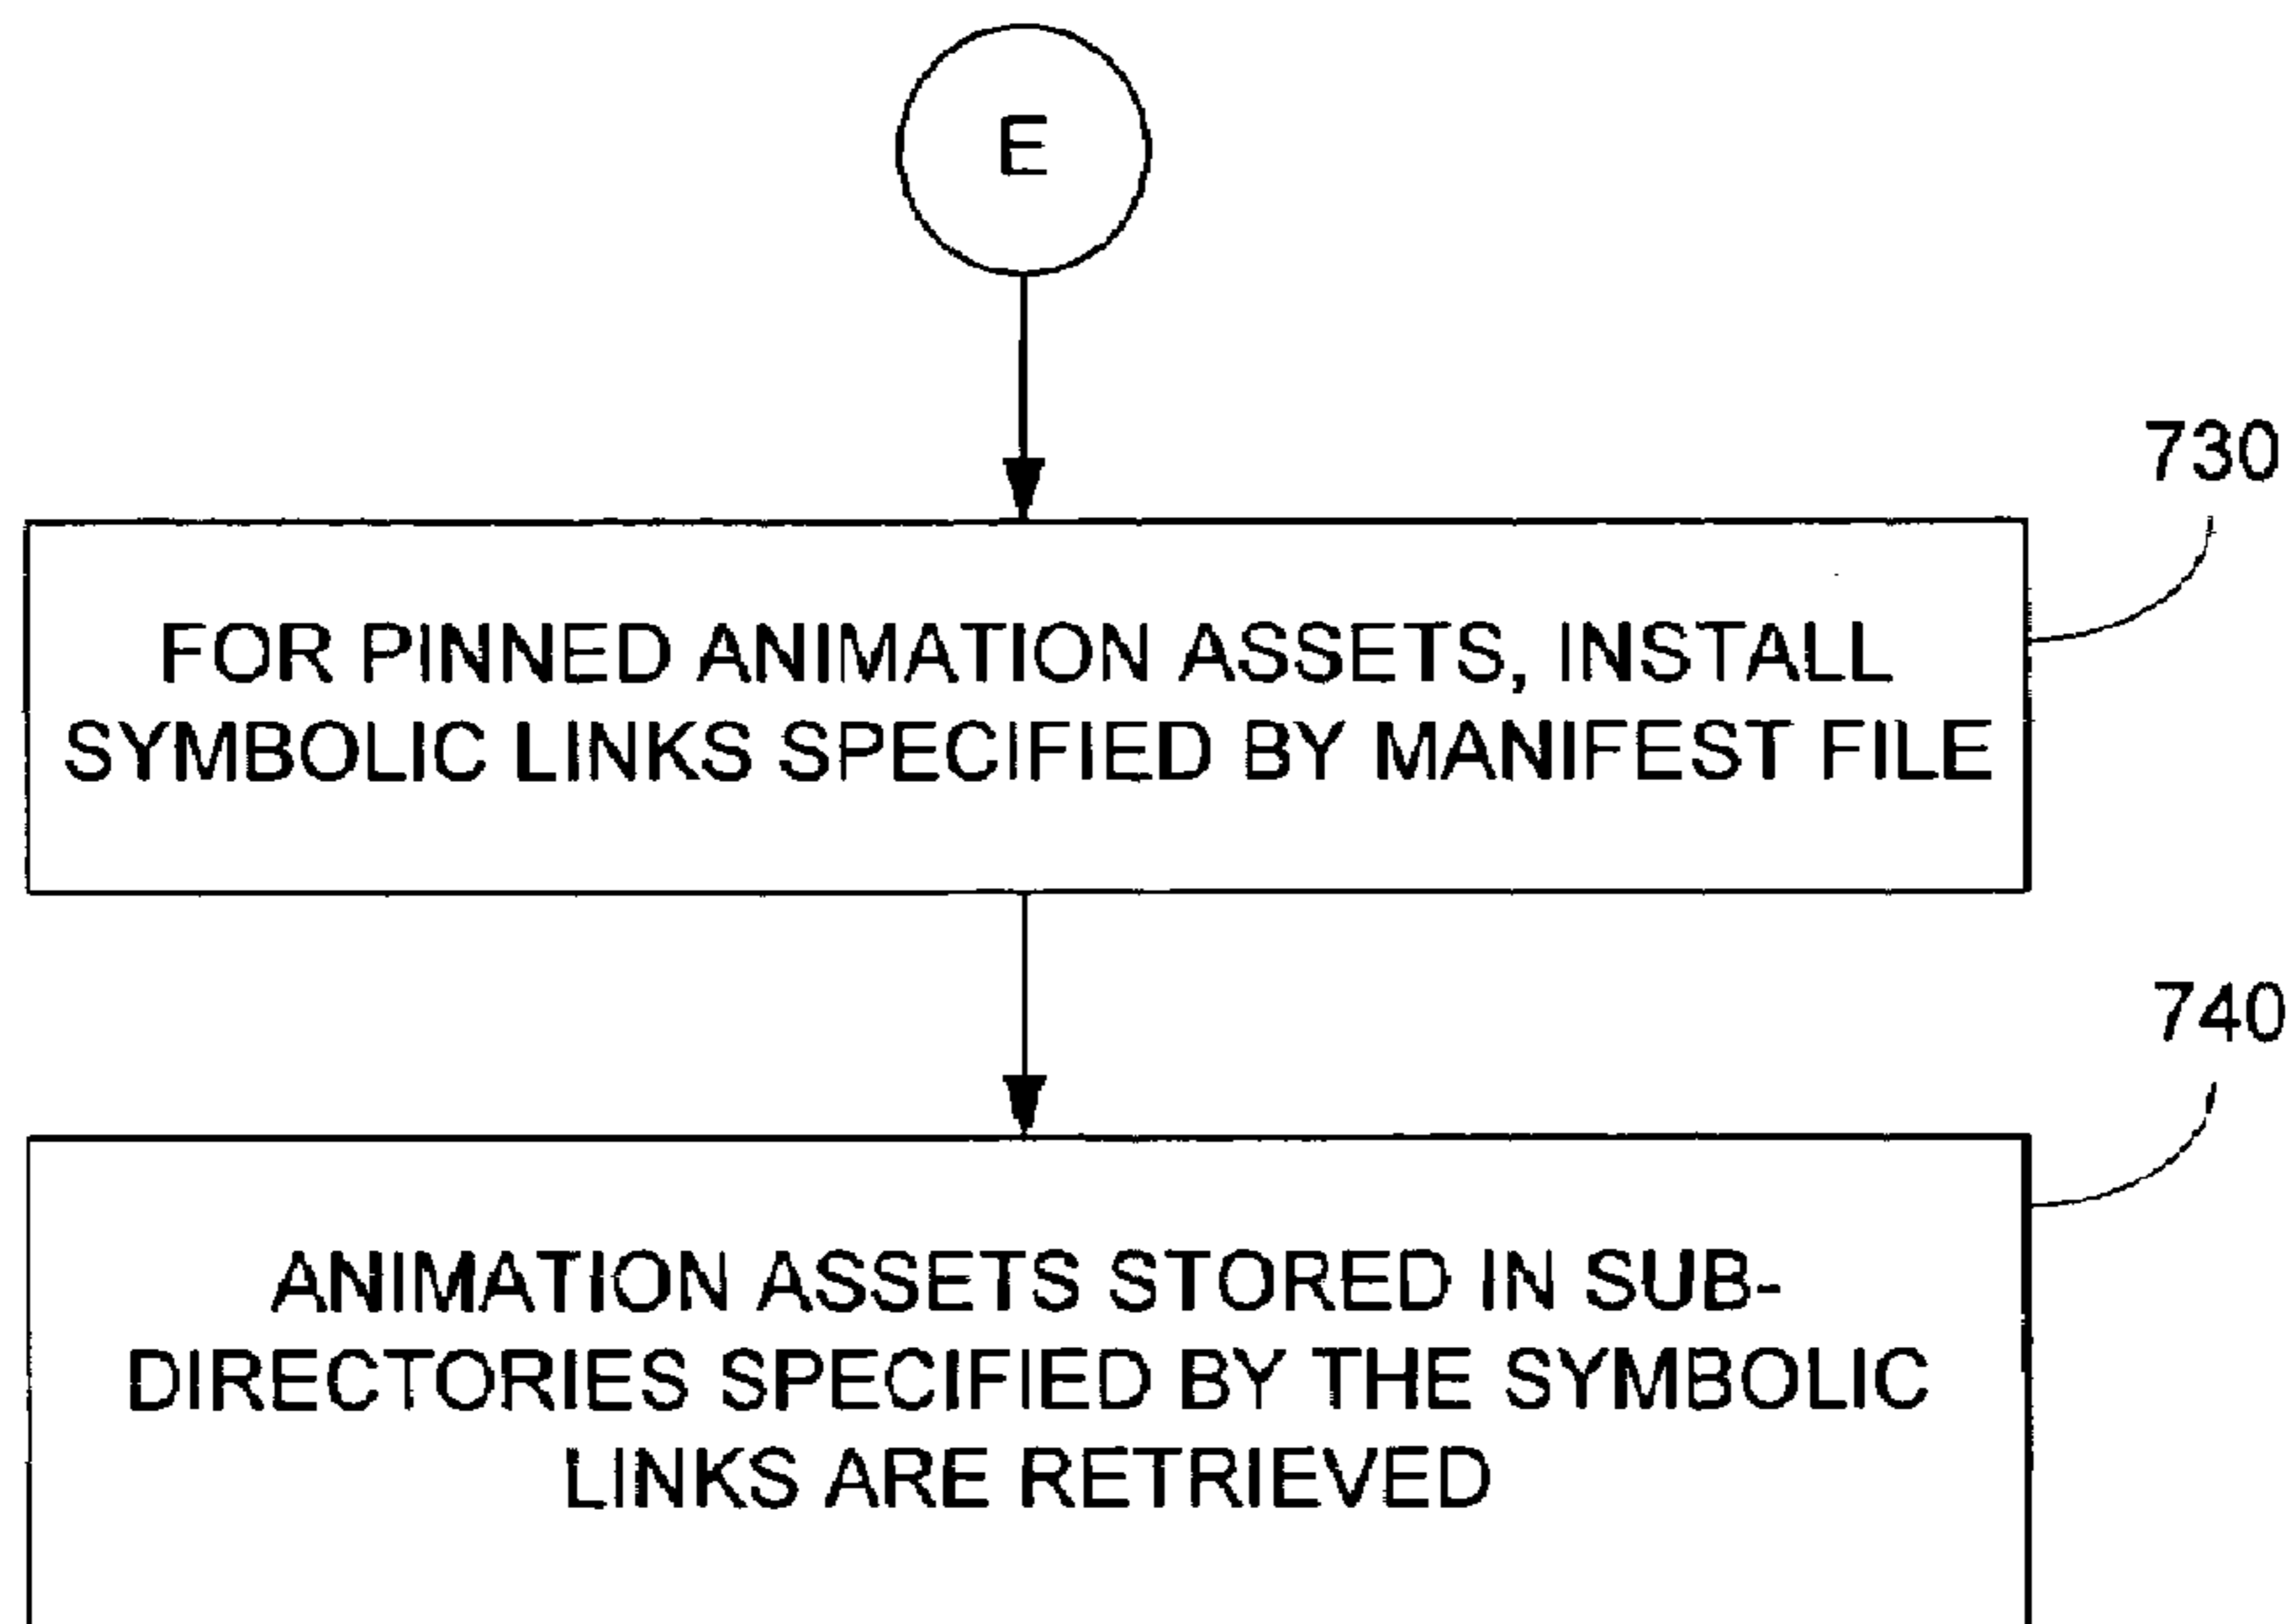 E
730
FOR PINNED ANIMATION ASSETS, INSTALL
SYMBOLIC LINKS SPECIFIED BY MANIFEST FILE
740
ANIMATION ASSETS STORED IN SUB-
DIRECTORIES SPECIFIED BY THE SYMBOLIC
LINKS ARE RETRIEVED